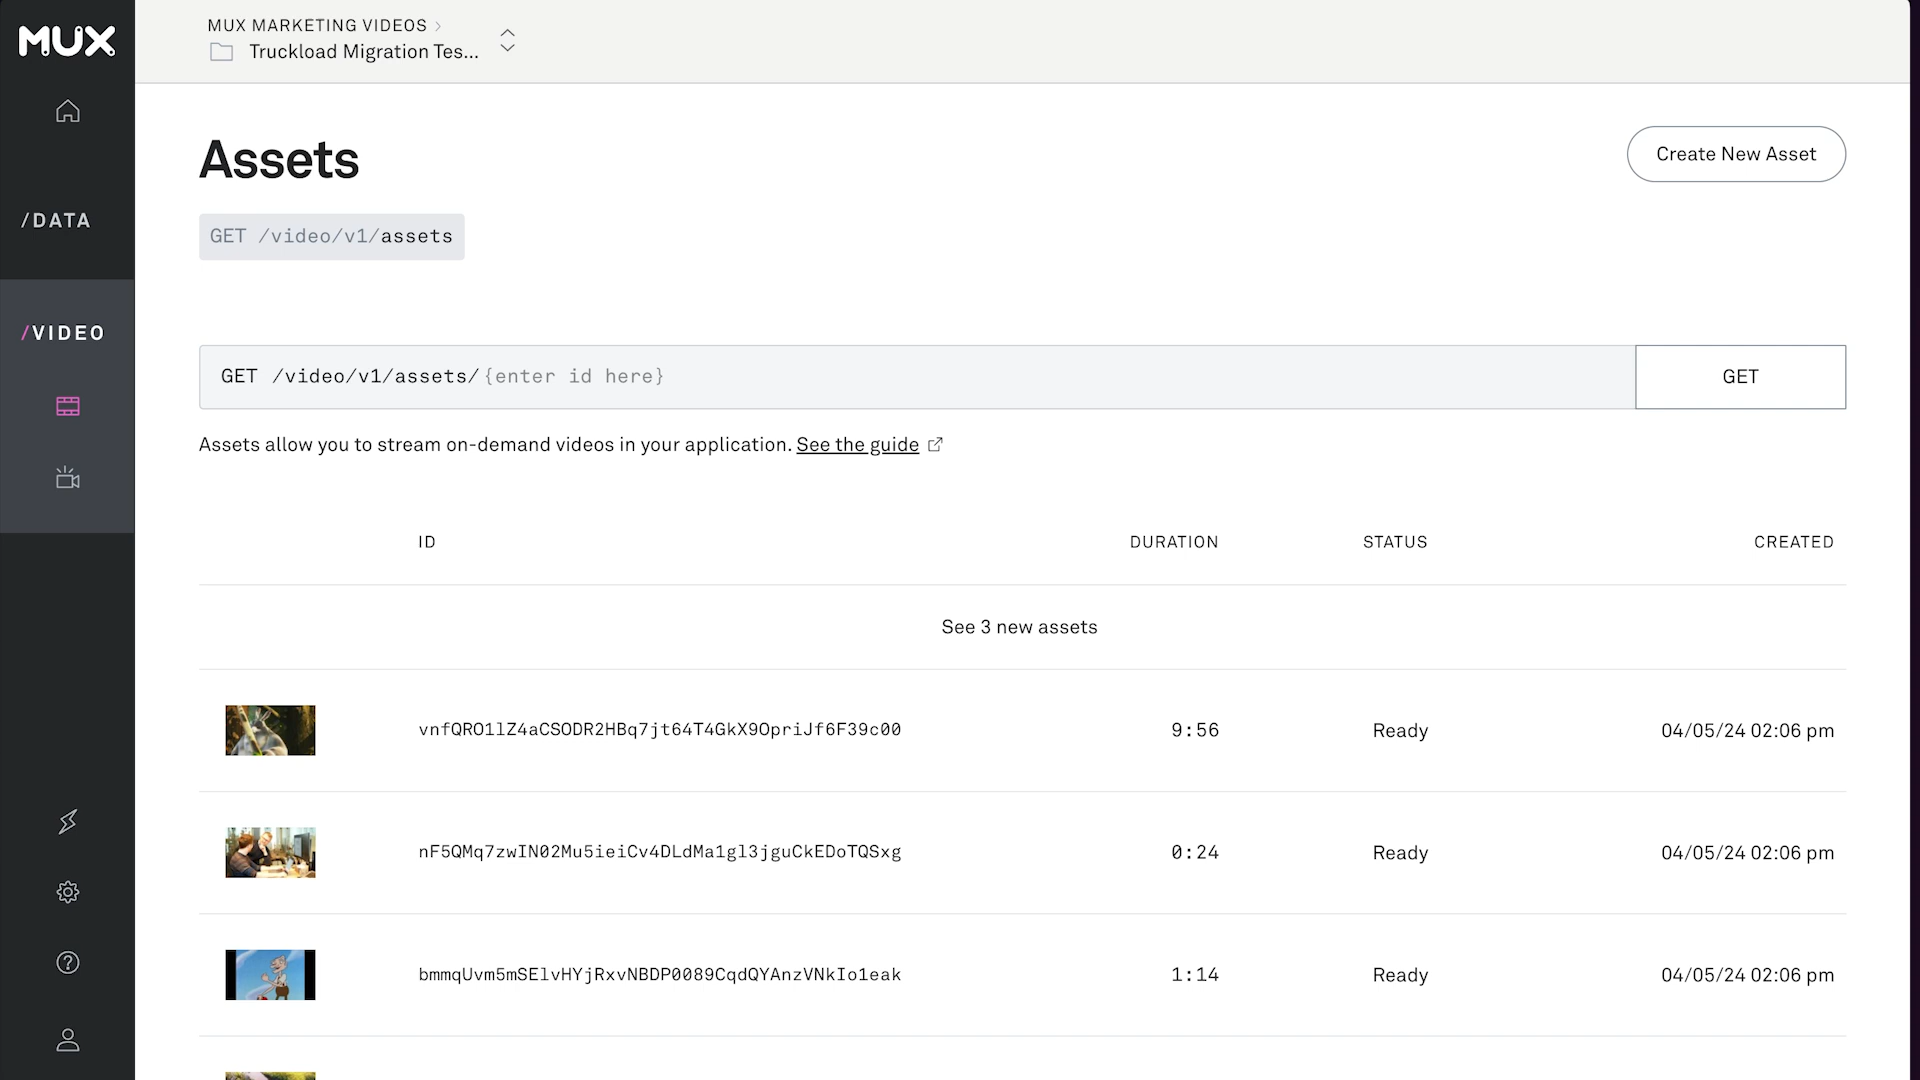 MUX
MUX MARKETING VIDEOS
Truckload Migration Tes...
/DATA
/VIDEO
Assets
Create New Asset
GET /video/v1/assets
GET /video/v1/assets/{enter id here}
GET
Assets allow you to stream on-demand videos in your application. See the guide
ID DURATION STATUS CREATED
See 3 new assets
vnfQRO1lZ4aCSODR2HBq7jt64T4GkX9OpriJf6F39c00 9:56 Ready 04/05/24 02:06 pm
nF5QMq7zwIN02Mu5ieiCv4DLdMa1gl3jguCkEDoTQSxg 0:24 Ready 04/05/24 02:06 pm
bmmqUvm5mSElvHYjRxvNBDP0089CqdQYAnzVNkIo1eak 1:14 Ready 04/05/24 02:06 pm